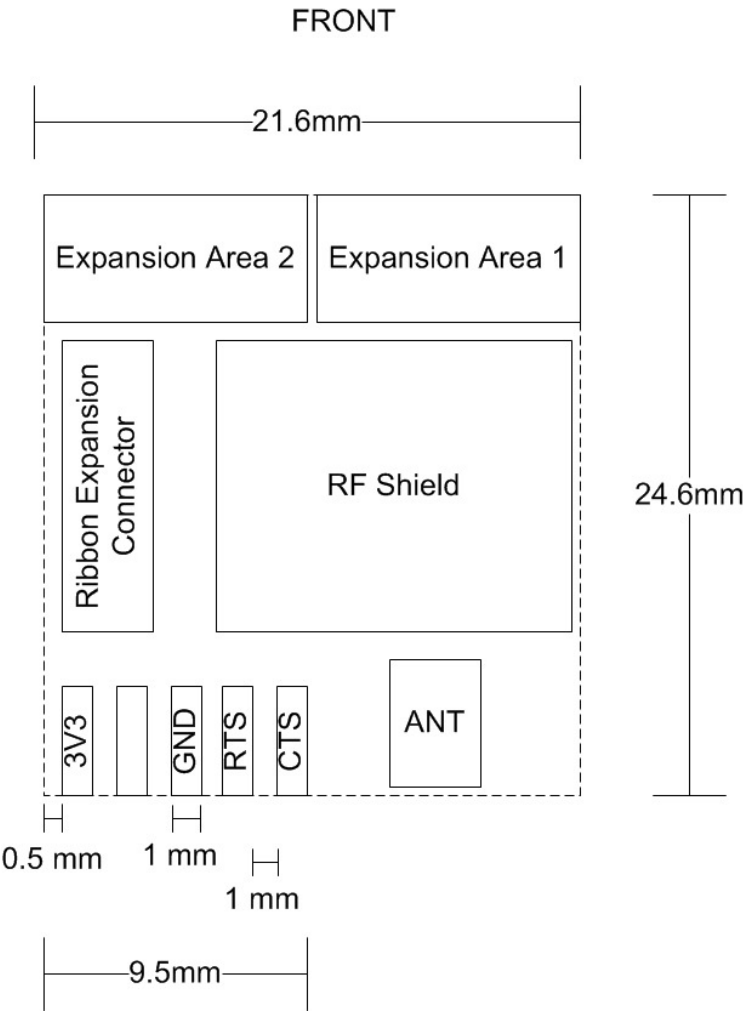 FRONT
21.6mm
Expansion Area 2
Expansion Area 1
Ribbon Expansion
Connector
RF Shield
24.6mm
3V3
GND
RTS
CTS
ANT
0.5 mm
1 mm
1 mm
9.5mm